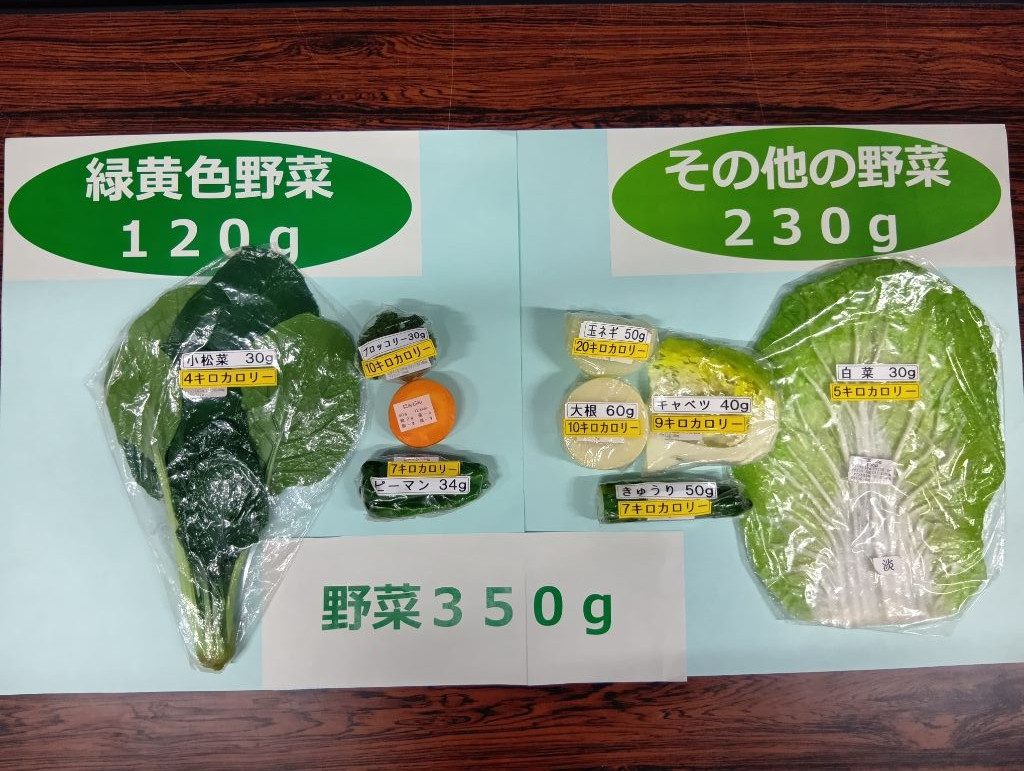 緑黄色野菜
120g
その他の野菜
230g
小松菜 30g
4キロカロリー
ブロッコリー30g
10キロカロリー
にんじん
7キロカロリー
ピーマン 34g
玉ネギ 50g
20キロカロリー
大根 60g
10キロカロリー
キャベツ 40g
9キロカロリー
きゅうり 50g
7キロカロリー
白菜 30g
5キロカロリー
淡
野菜350g